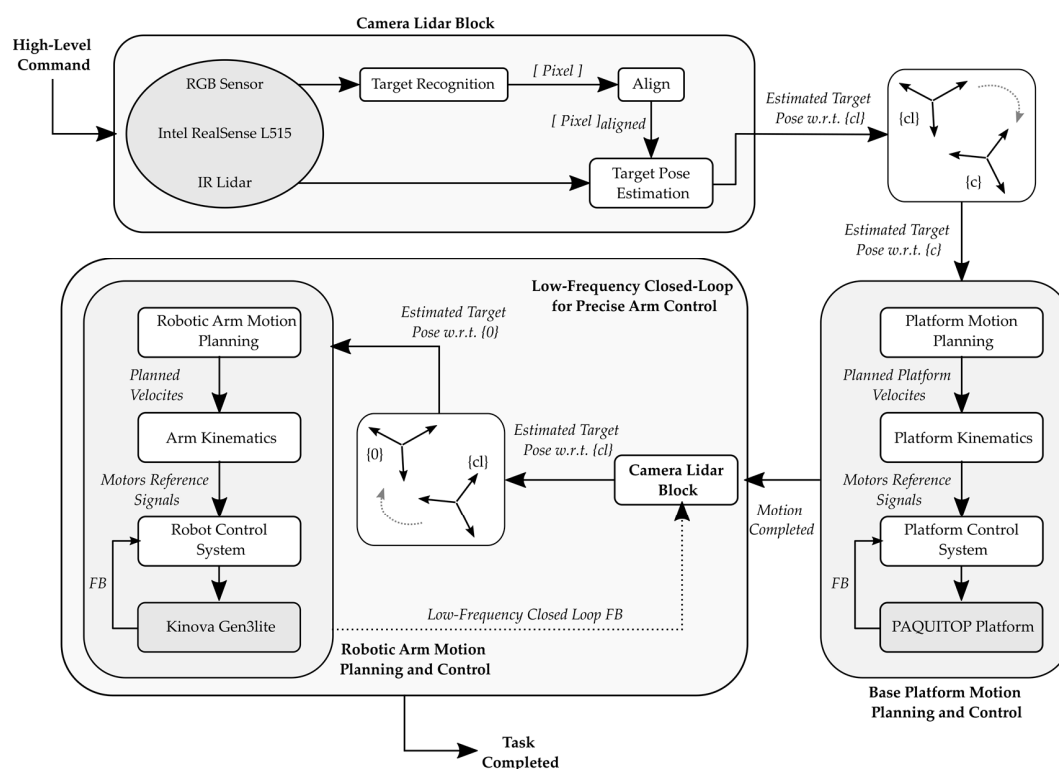 Camera Lidar Block
High-Level
Command
RGB Sensor
Intel RealSense L515
IR Lidar
Target Recognition
[ Pixel ]
Align
[ Pixel ]aligned
Target Pose
Estimation
Estimated Target
Pose w.r.t. {cl}
{cl}
{c}
Estimated Target
Pose w.r.t. {c}
Platform Motion
Planning
Planned Platform
Velocities
Platform Kinematics
Motors Reference
Signals
Platform Control
System
FB
PAQUITOP Platform
Base Platform Motion
Planning and Control
Motion
Completed
Low-Frequency Closed-Loop
for Precise Arm Control
Camera Lidar
Block
Estimated Target
Pose w.r.t. {cl}
{0}
{cl}
Estimated Target
Pose w.r.t. {0}
Robotic Arm Motion
Planning
Planned
Velocites
Arm Kinematics
Motors Reference
Signals
Robot Control
System
FB
Kinova Gen3lite
Low-Frequency Closed Loop FB
Robotic Arm Motion
Planning and Control
Task
Completed